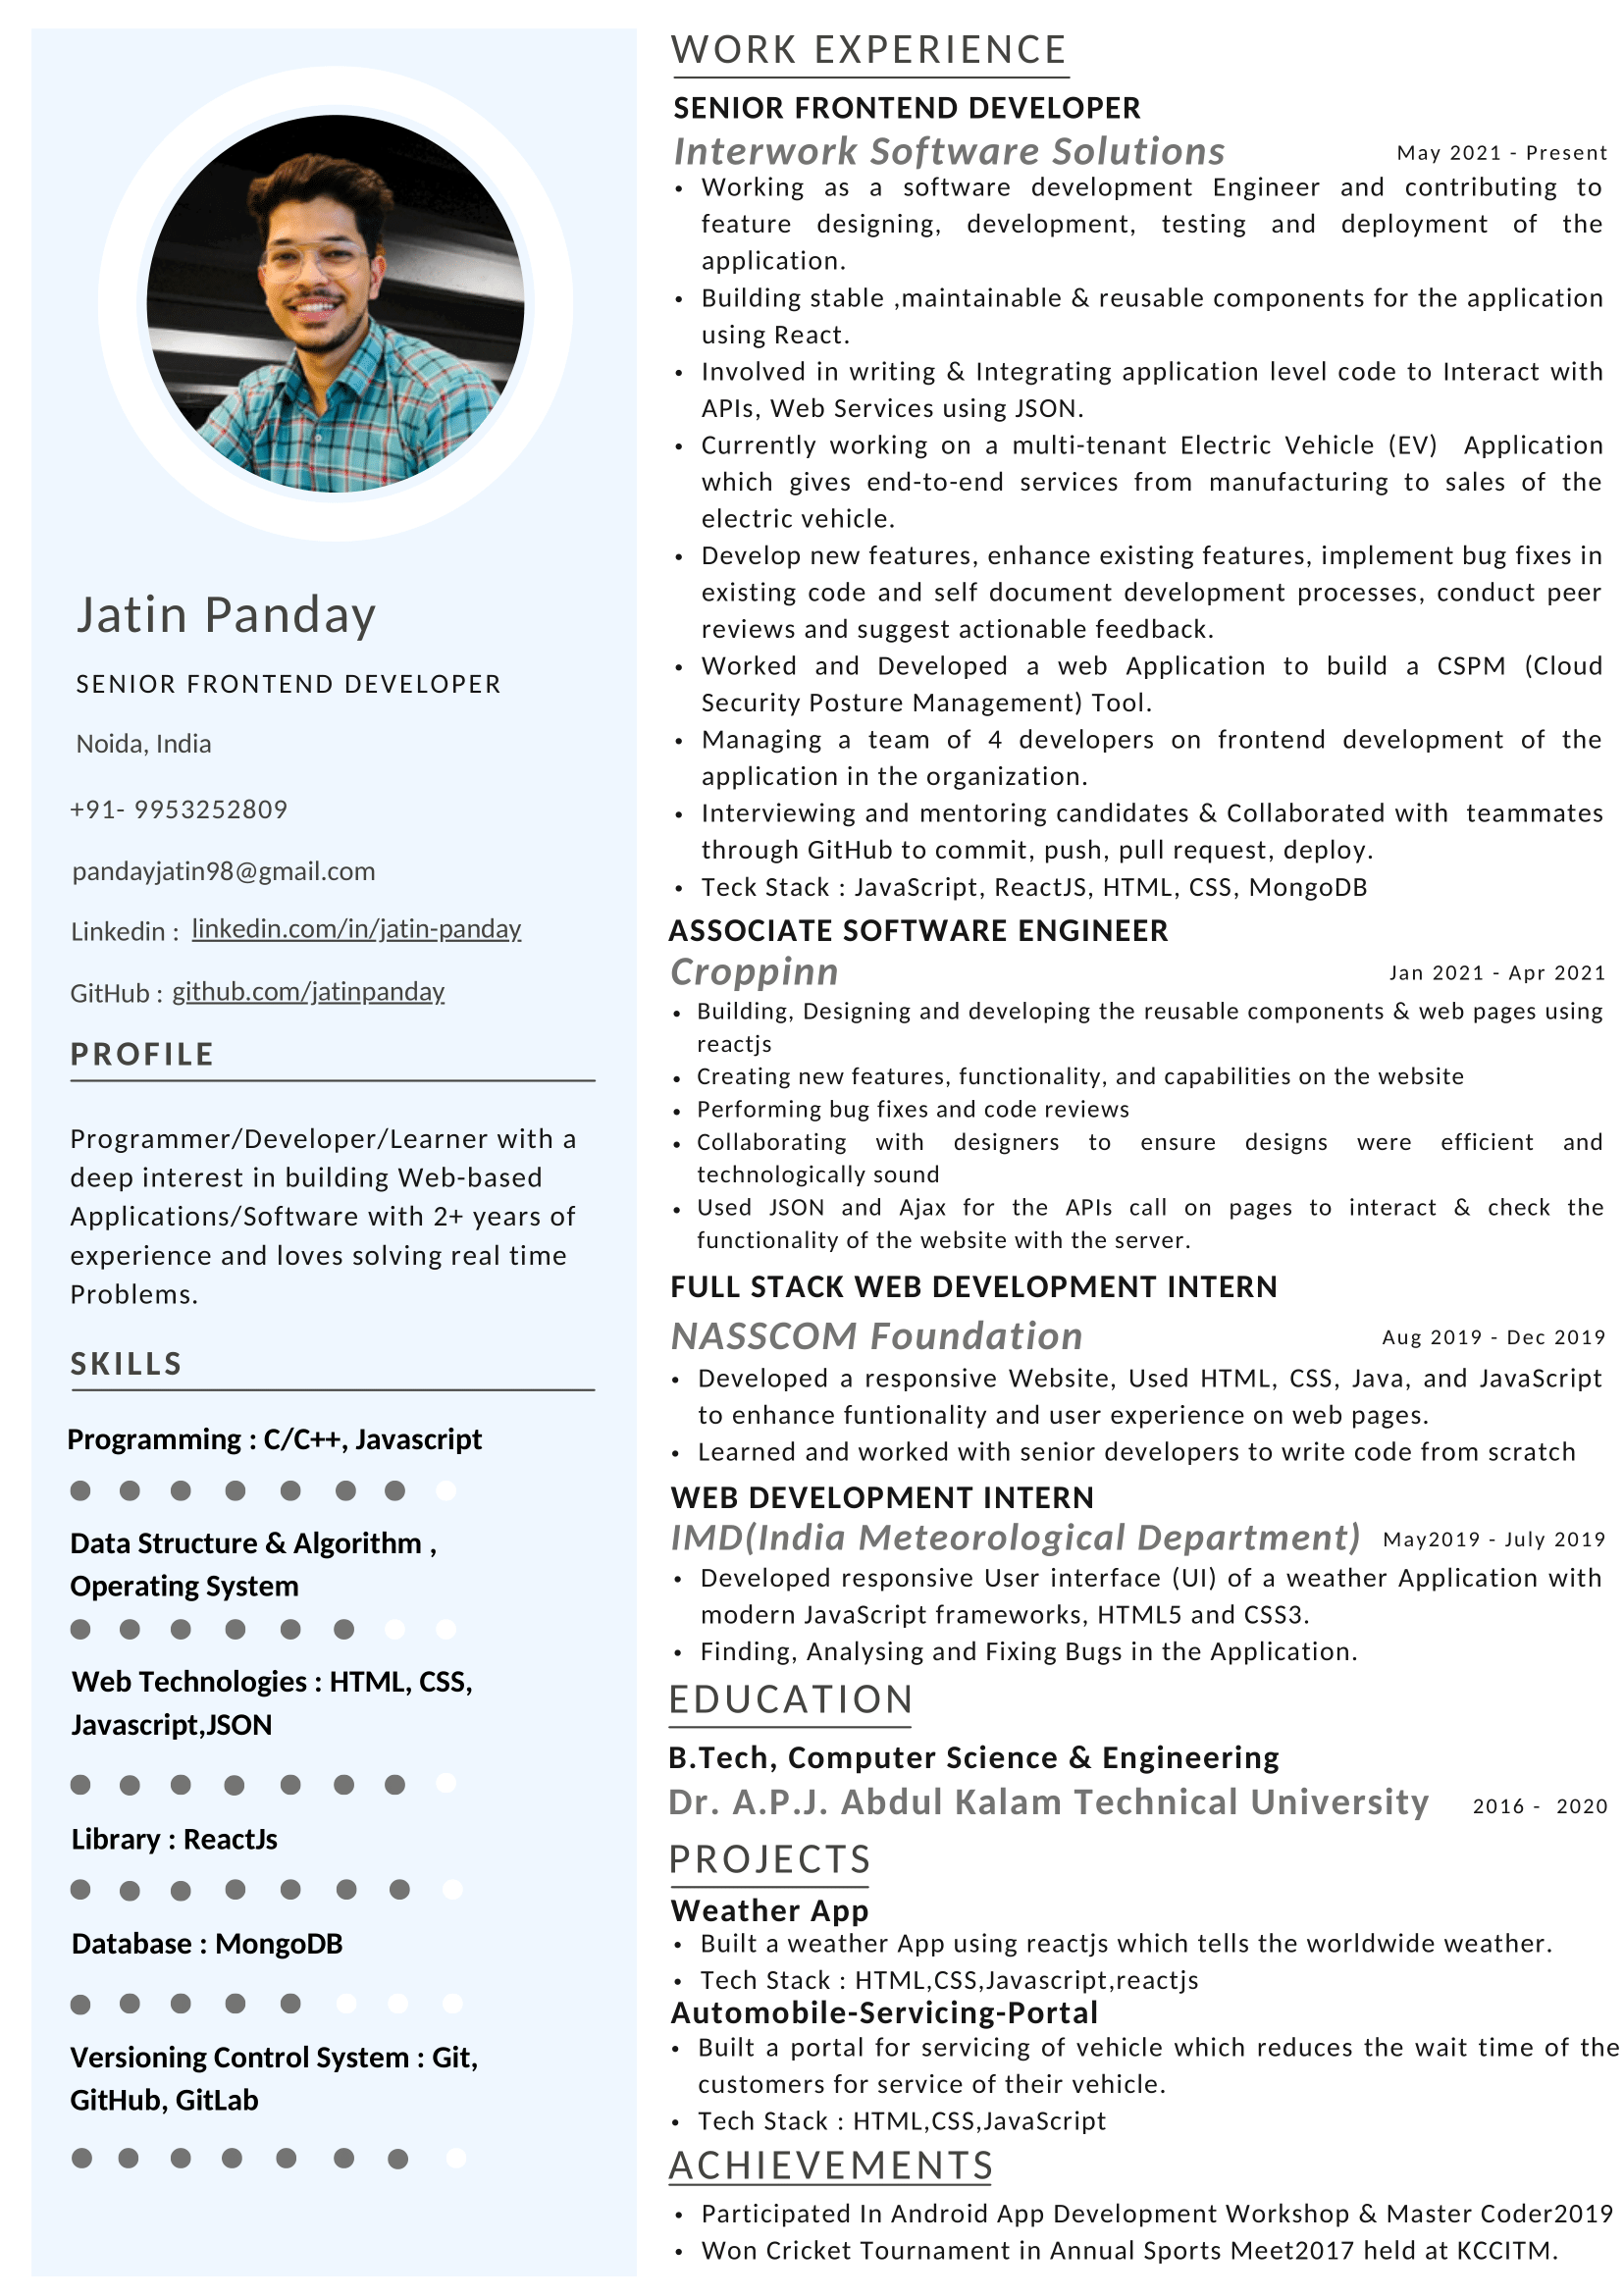 Jatin Panday
SENIOR FRONTEND DEVELOPER
Noida, India
+91- 9953252809
pandayjatin98@gmail.com
Linkedin : linkedin.com/in/jatin-panday
GitHub : github.com/jatinpanday
PROFILE
Programmer/Developer/Learner with a
deep interest in building Web-based
Applications/Software with 2+ years of
experience and loves solving real time
Problems.
SKILLS
Programming : C/C++, Javascript
Data Structure & Algorithm ,
Operating System
Web Technologies : HTML, CSS,
Javascript,JSON
Library : ReactJs
Database : MongoDB
Versioning Control System : Git,
GitHub, GitLab
WORK EXPERIENCE
SENIOR FRONTEND DEVELOPER
Interwork Software Solutions May 2021 - Present
• Working as a software development Engineer and contributing to
feature designing, development, testing and deployment of the
application.
• Building stable ,maintainable & reusable components for the application
using React.
• Involved in writing & Integrating application level code to Interact with
APIs, Web Services using JSON.
• Currently working on a multi-tenant Electric Vehicle (EV) Application
which gives end-to-end services from manufacturing to sales of the
electric vehicle.
• Develop new features, enhance existing features, implement bug fixes in
existing code and self document development processes, conduct peer
reviews and suggest actionable feedback.
• Worked and Developed a web Application to build a CSPM (Cloud
Security Posture Management) Tool.
• Managing a team of 4 developers on frontend development of the
application in the organization.
• Interviewing and mentoring candidates & Collaborated with teammates
through GitHub to commit, push, pull request, deploy.
• Teck Stack : JavaScript, ReactJS, HTML, CSS, MongoDB
ASSOCIATE SOFTWARE ENGINEER
Croppinn Jan 2021 - Apr 2021
• Building, Designing and developing the reusable components & web pages using
reactjs
• Creating new features, functionality, and capabilities on the website
• Performing bug fixes and code reviews
• Collaborating with designers to ensure designs were efficient and
technologically sound
• Used JSON and Ajax for the APIs call on pages to interact & check the
functionality of the website with the server.
FULL STACK WEB DEVELOPMENT INTERN
NASSCOM Foundation Aug 2019 - Dec 2019
• Developed a responsive Website, Used HTML, CSS, Java, and JavaScript
to enhance funtionality and user experience on web pages.
• Learned and worked with senior developers to write code from scratch
WEB DEVELOPMENT INTERN
IMD(India Meteorological Department) May2019 - July 2019
• Developed responsive User interface (UI) of a weather Application with
modern JavaScript frameworks, HTML5 and CSS3.
• Finding, Analysing and Fixing Bugs in the Application.
EDUCATION
B.Tech, Computer Science & Engineering
Dr. A.P.J. Abdul Kalam Technical University 2016 - 2020
PROJECTS
Weather App
• Built a weather App using reactjs which tells the worldwide weather.
• Tech Stack : HTML,CSS,Javascript,reactjs
Automobile-Servicing-Portal
• Built a portal for servicing of vehicle which reduces the wait time of the
customers for service of their vehicle.
• Tech Stack : HTML,CSS,JavaScript
ACHIEVEMENTS
• Participated In Android App Development Workshop & Master Coder2019
• Won Cricket Tournament in Annual Sports Meet2017 held at KCCITM.